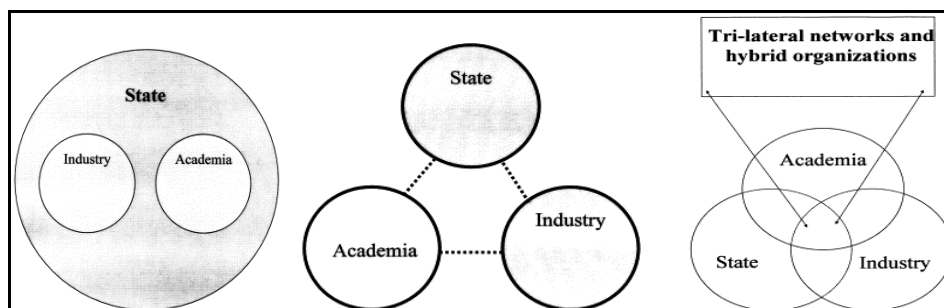 State
Industry
Academia
State
Academia
Industry
Tri-lateral networks and
hybrid organizations
Academia
State
Industry